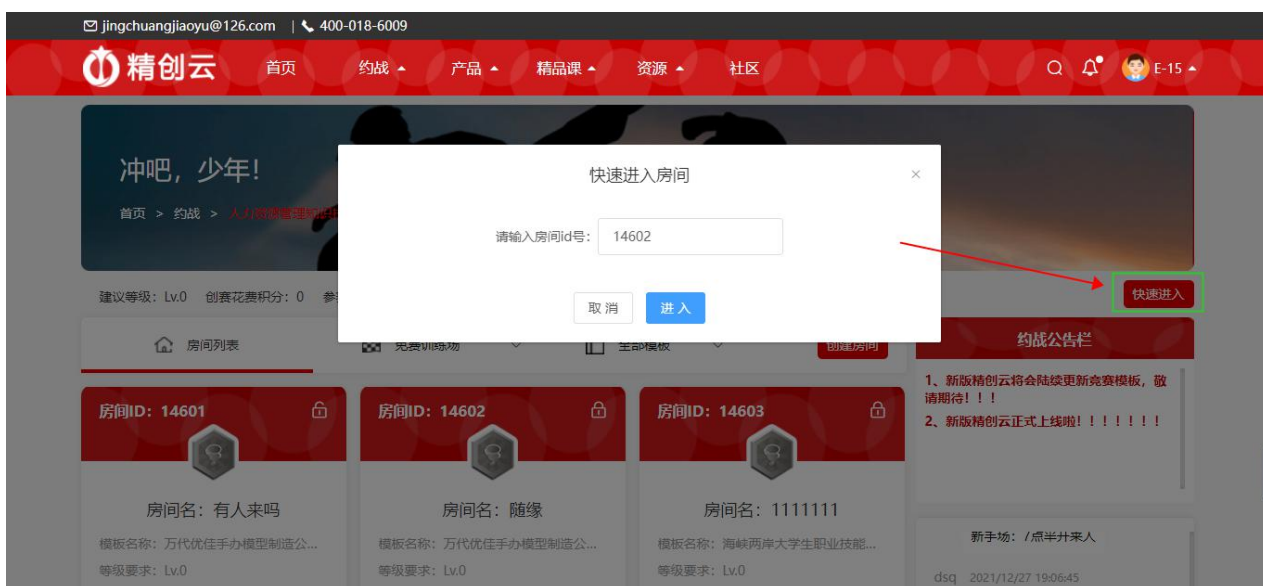 jingchuangjiaoyu@126.com | 400-018-6009
精创云 首页 约战 产品 精品课 资源 社区 E-15
冲吧，少年！
首页 > 约战 >
快速进入房间
请输入房间id号： 14602
取消 进入
建议等级：Lv.0 创赛花费积分：0
快速进入
房间列表 免费训练场 全部模板 创建房间
约战公告栏
1、新版精创云将会陆续更新竞赛模板，敬
请期待！！！
2、新版精创云正式上线啦！！！！！！！
房间ID：14601 房间ID：14602 房间ID：14603
房间名：有人来吗 房间名：随缘 房间名：1111111
模板名称：万代优佳手办模型制造公... 模板名称：万代优佳手办模型制造公... 模板名称：海峡两岸大学生职业技能...
等级要求：Lv.0 等级要求：Lv.0 等级要求：Lv.0
新手场：7点半开来人
dsq 2021/12/27 19:06:45